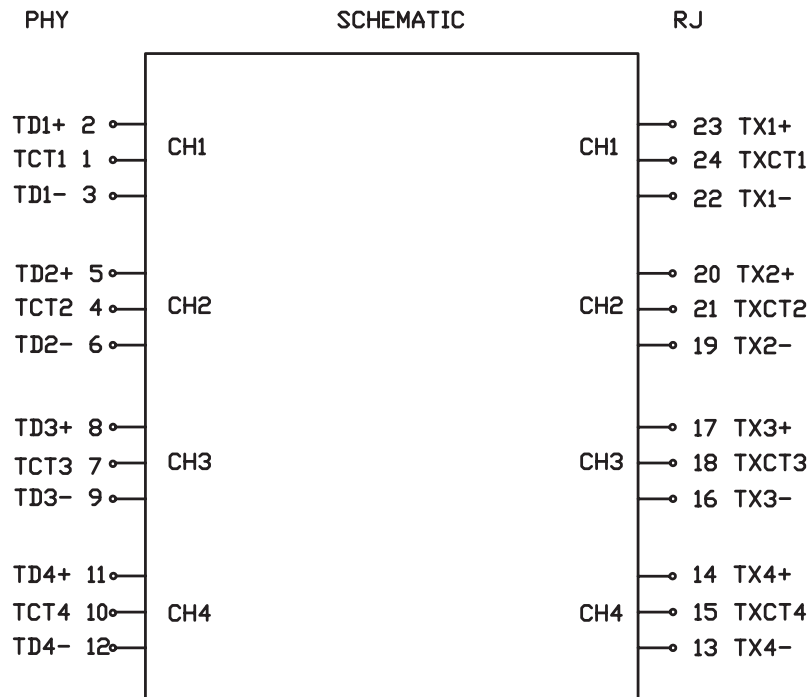 PHY SCHEMATIC RJ
TD1+ 2 23 TX1+
CH1 CH1
TCT1 1 24 TXCT1
TD1- 3 22 TX1-
TD2+ 5 20 TX2+
TCT2 4 CH2 CH2 21 TXCT2
TD2- 6 19 TX2-
TD3+ 8 17 TX3+
TCT3 7 CH3 CH3 18 TXCT3
TD3- 9 16 TX3-
TD4+ 11 14 TX4+
TCT4 10 CH4 CH4 15 TXCT4
TD4- 12 13 TX4-